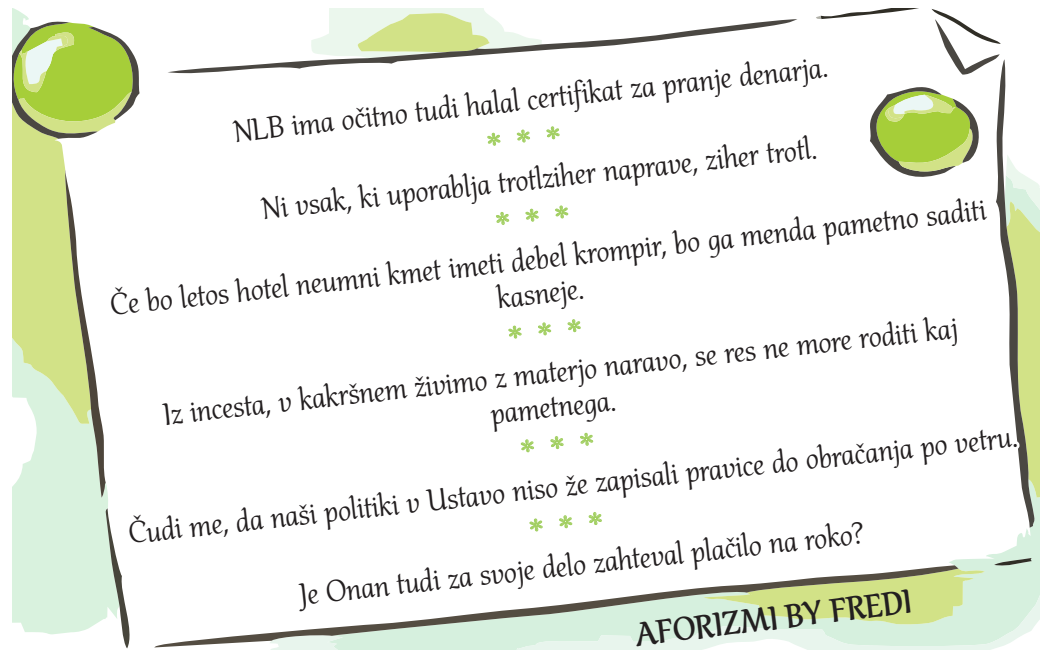 NLB ima očitno tudi halal certifikat za pranje denarja.
* * *
Ni vsak, ki uporablja trotlziher naprave, ziher trotl.
* * *
Če bo letos hotel neumni kmet imeti debel krompir, bo ga menda pametno saditi
kasneje.
* * *
Iz incesta, v kakršnem živimo z materjo naravo, se res ne more roditi kaj
pametnega.
* * *
Čudi me, da naši politiki v Ustavo niso že zapisali pravice do obračanja po vetru.
* * *
Je Onan tudi za svoje delo zahteval plačilo na roko?
AFORIZMI BY FREDI